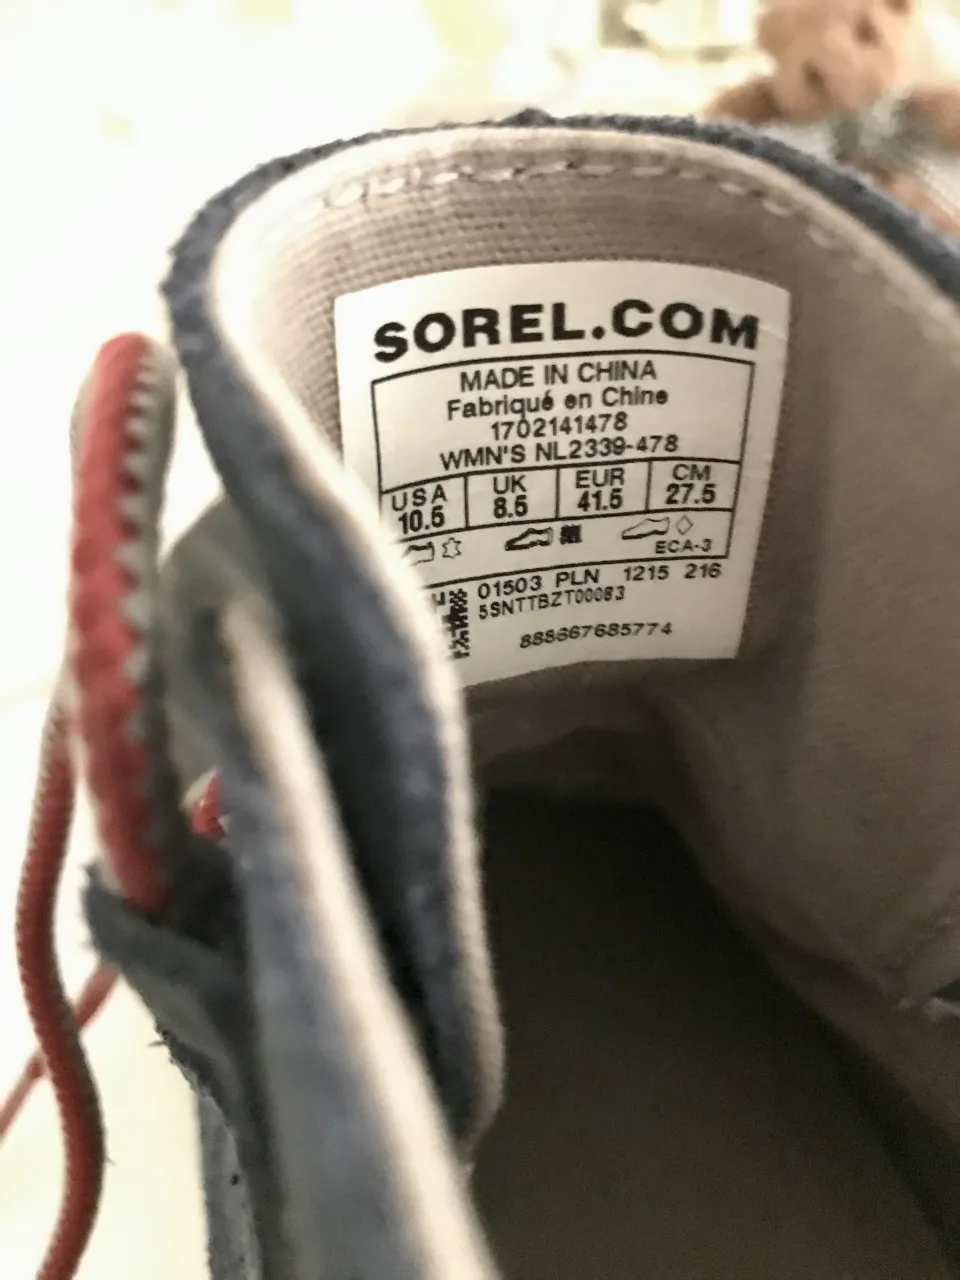 SOREL.COM
MADE IN CHINA
Fabriqué en Chine
1702141478
WMN'S NL2339-478
USA UK EUR CM
10.5 8.5 41.5 27.5
ECA-3
01503 PLN 1215 216
5SNTTBZT00083
888667685774